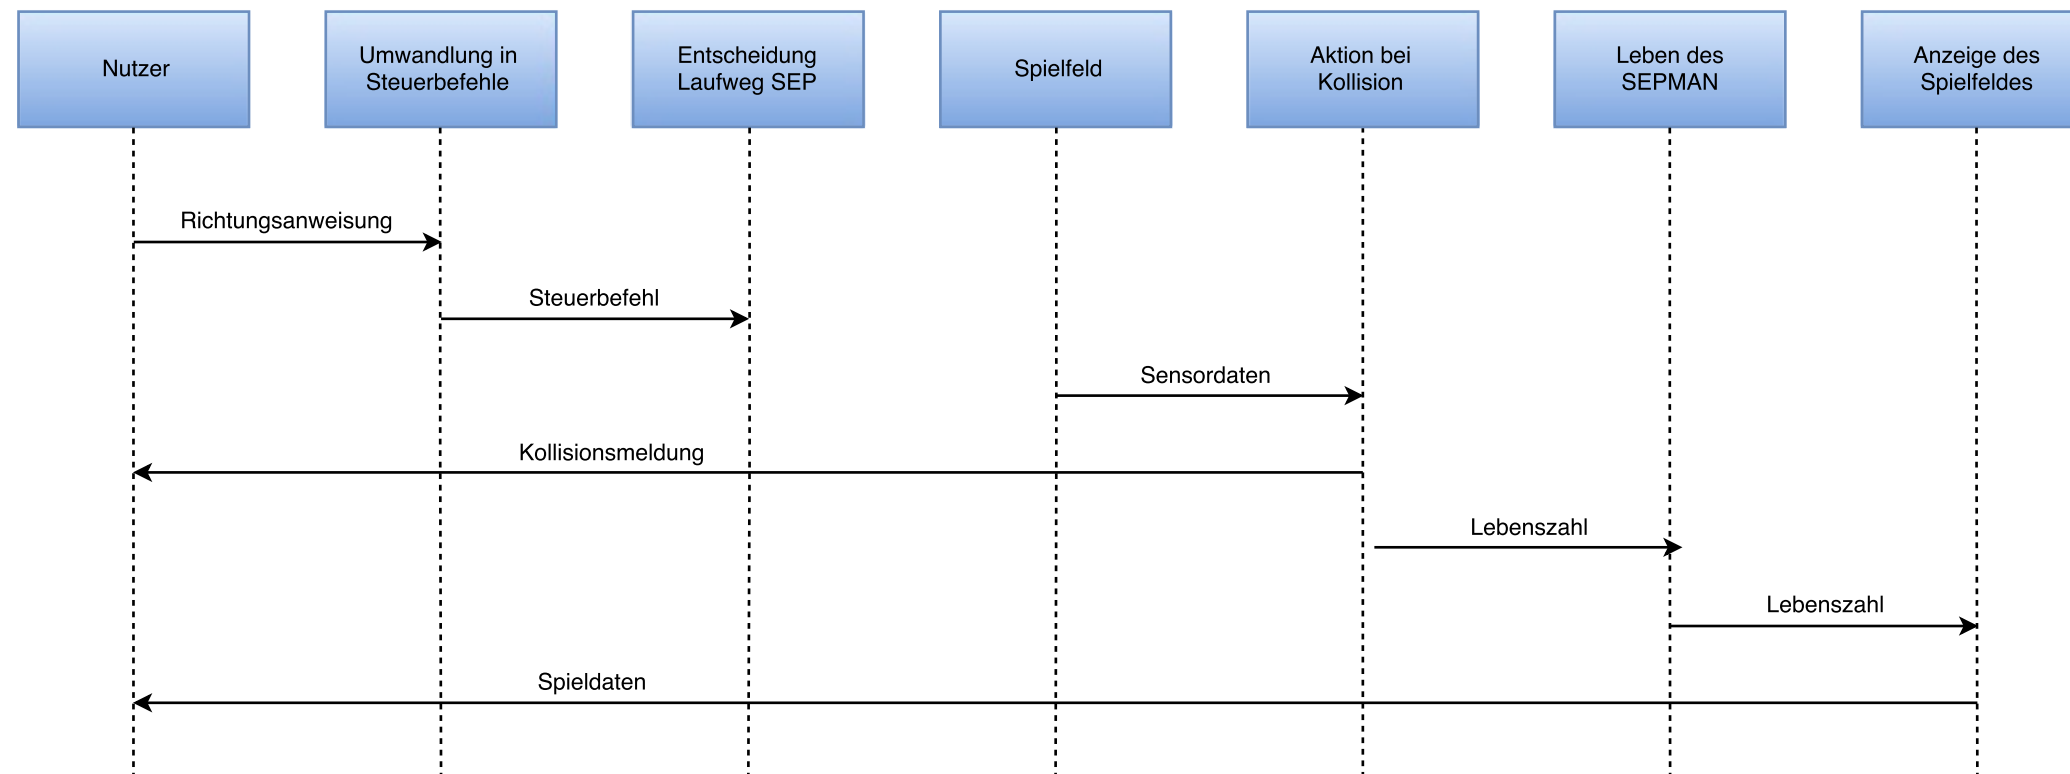 Nutzer
Umwandlung in
Steuerbefehle
Entscheidung
Laufweg SEP
Spielfeld
Aktion bei
Kollision
Leben des
SEPMAN
Anzeige des
Spielfeldes
Richtungsanweisung
Steuerbefehl
Sensordaten
Kollisionsmeldung
Lebenszahl
Lebenszahl
Spieldaten